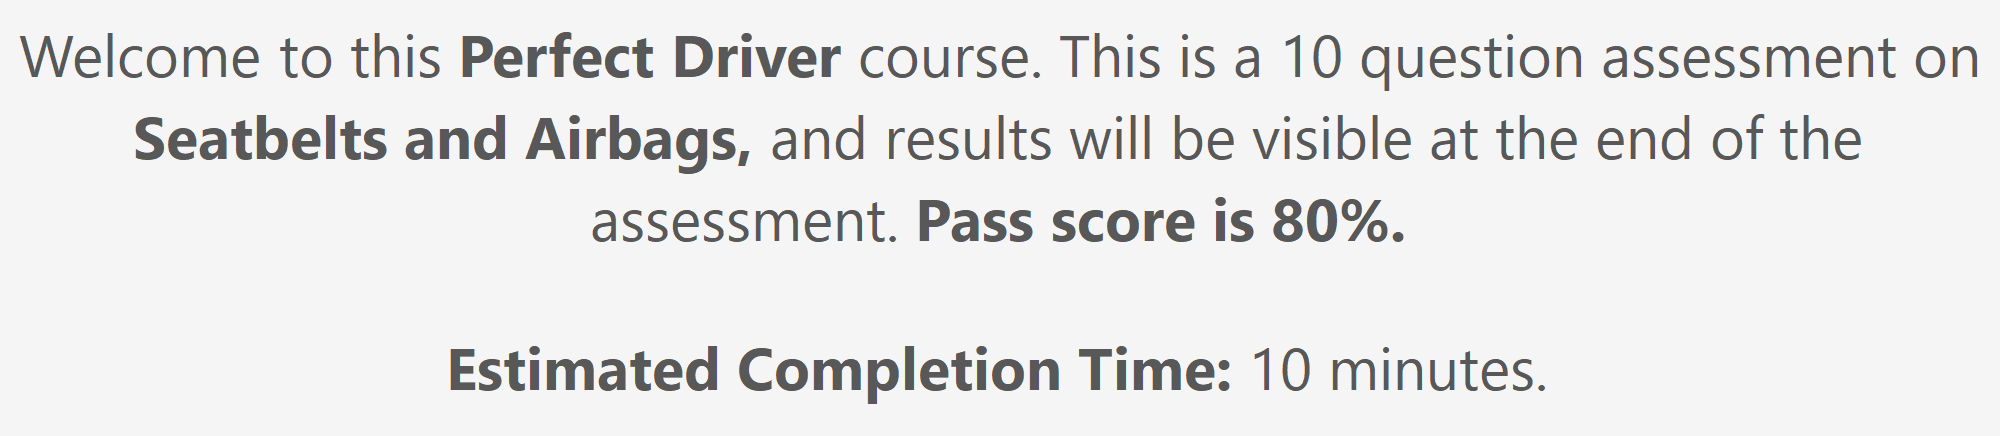 Welcome to this Perfect Driver course. This is a 10 question assessment on
Seatbelts and Airbags, and results will be visible at the end of the
assessment. Pass score is 80%.
Estimated Completion Time: 10 minutes.